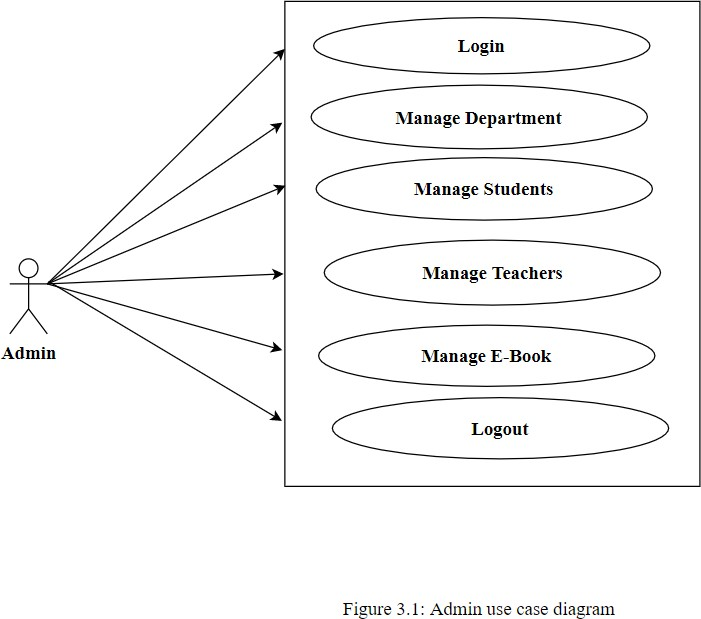 Login
Manage Department
Manage Students
Manage Teachers
Manage E-Book
Logout
Admin
Figure 3.1: Admin use case diagram